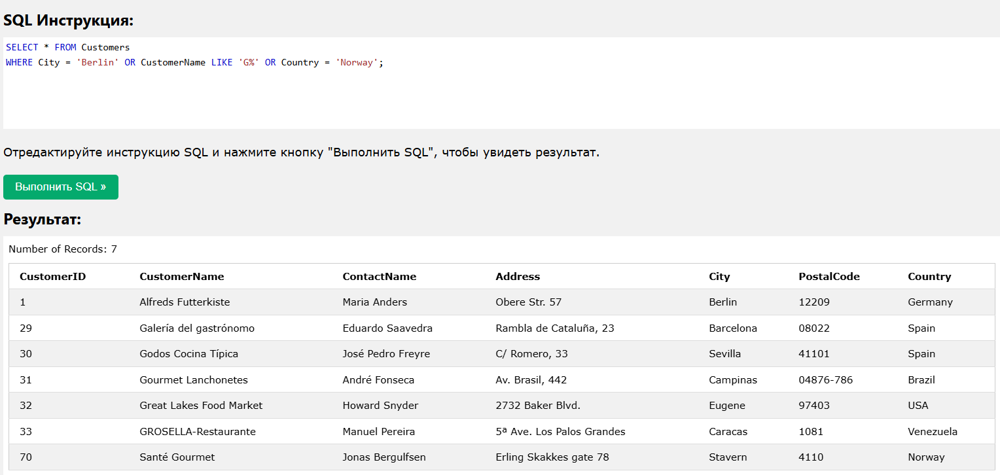 SQL Инструкция:
SELECT * FROM Customers
WHERE City = 'Berlin' OR CustomerName LIKE 'G%' OR Country = 'Norway';
Отредактируйте инструкцию SQL и нажмите кнопку "Выполнить SQL", чтобы увидеть результат.
Выполнить SQL »
Результат:
Number of Records: 7
CustomerID CustomerName ContactName Address City PostalCode Country
1 Alfreds Futterkiste Maria Anders Obere Str. 57 Berlin 12209 Germany
29 Galería del gastrónomo Eduardo Saavedra Rambla de Cataluña, 23 Barcelona 08022 Spain
30 Godos Cocina Típica José Pedro Freyre C/ Romero, 33 Sevilla 41101 Spain
31 Gourmet Lanchonetes André Fonseca Av. Brasil, 442 Campinas 04876-786 Brazil
32 Great Lakes Food Market Howard Snyder 2732 Baker Blvd. Eugene 97403 USA
33 GROSELLA-Restaurante Manuel Pereira 5ª Ave. Los Palos Grandes Caracas 1081 Venezuela
70 Santé Gourmet Jonas Bergulfsen Erling Skakkes gate 78 Stavern 4110 Norway